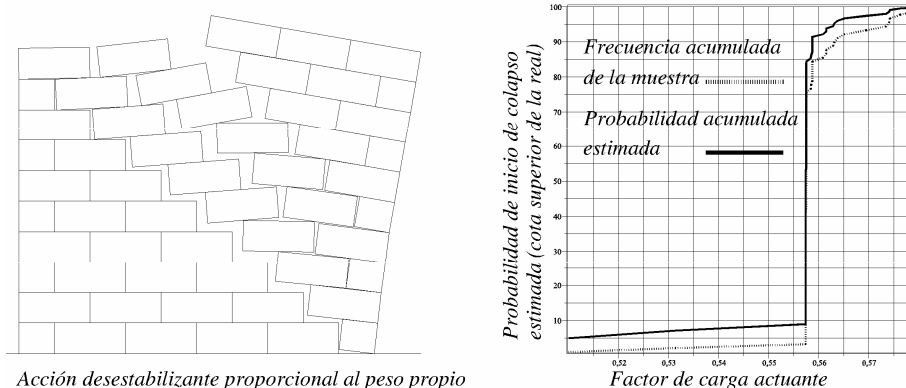 Acción desestabilizante proporcional al peso propio
Probabilidad de inicio de colapso
estimada (cota superior de la real)
100
90
80
70
60
50
40
30
20
10
Frecuencia acumulada
de la muestra
Probabilidad acumulada
estimada
0,52
0,53
0,54
0,55
0,56
0,57
Factor de carga actuante